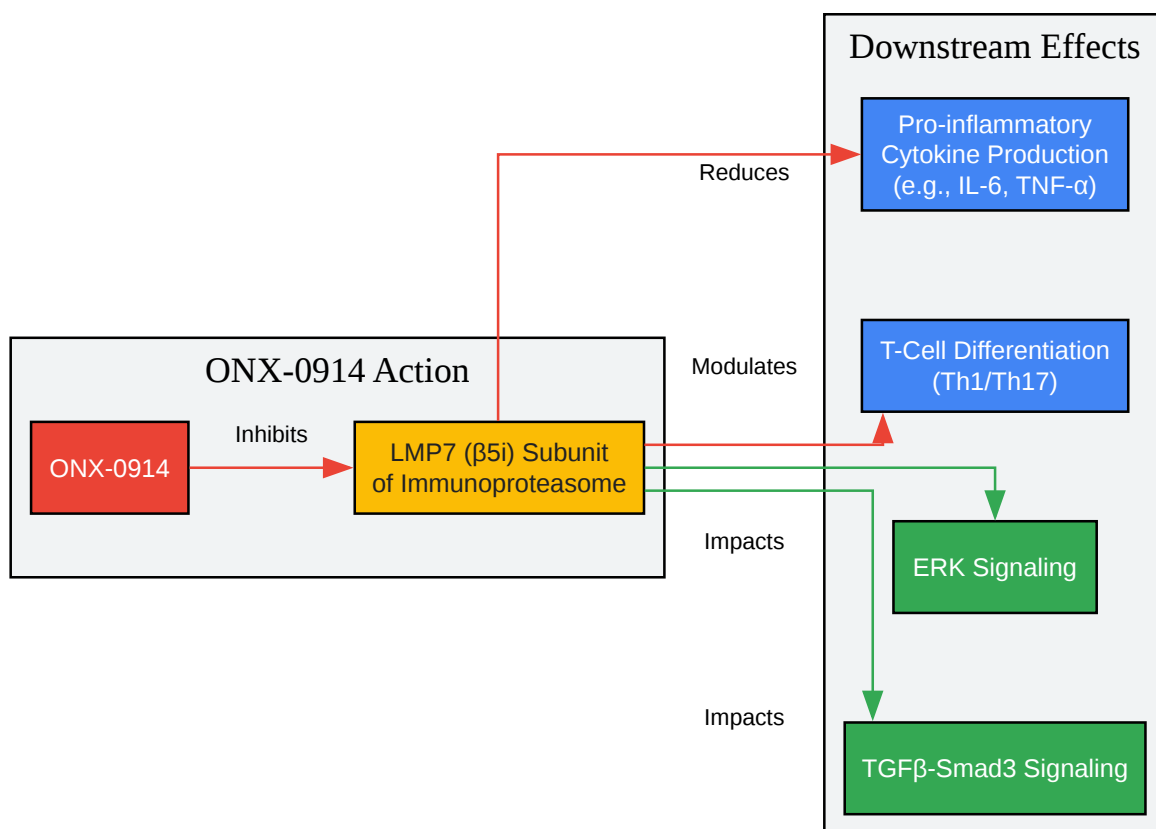 Downstream Effects
Pro-inflammatory
Cytokine Production
(e.g., IL-6, TNF-α)
Reduces
T-Cell Differentiation
(Th1/Th17)
Modulates
ONX-0914 Action
Inhibits
ONX-0914
LMP7 (β5i) Subunit
of Immunoproteasome
Impacts
ERK Signaling
Impacts
TGFβ-Smad3 Signaling